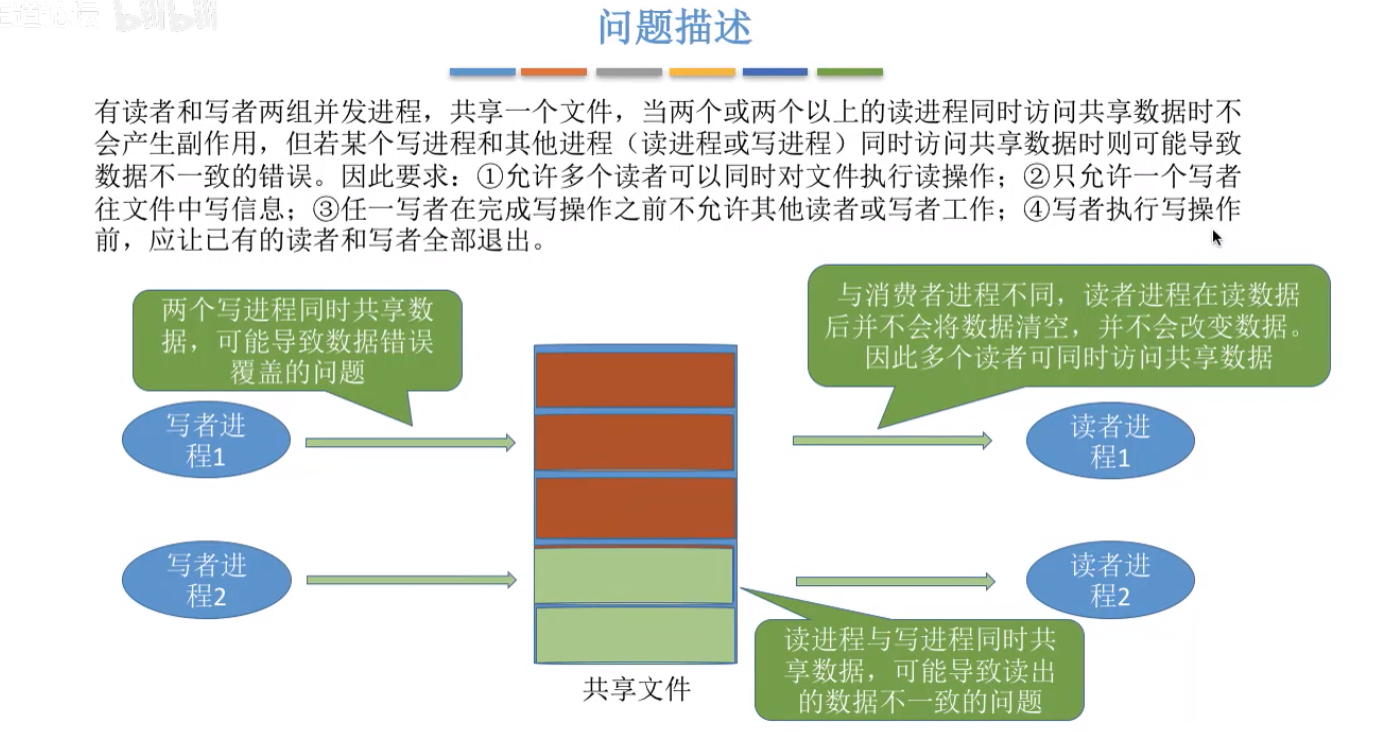 bilibili
问题描述
有读者和写者两组并发进程，共享一个文件，当两个或两个以上的读进程同时访问共享数据时不
会产生副作用，但若某个写进程和其他进程（读进程或写进程）同时访问共享数据时则可能导致
数据不一致的错误。因此要求：①允许多个读者可以同时对文件执行读操作；②只允许一个写者
往文件中写信息；③任一写者在完成写操作之前不允许其他读者或写者工作；④写者执行写操作
前，应让已有的读者和写者全部退出。
两个写进程同时共享数
据，可能导致数据错误
覆盖的问题
与消费者进程不同，读者进程在读数据
后并不会将数据清空，并不会改变数据。
因此多个读者可同时访问共享数据
写者进
程1
读者进
程1
写者进
程2
读者进
程2
读进程与写进程同时共
享数据，可能导致读出
的数据不一致的问题
共享文件